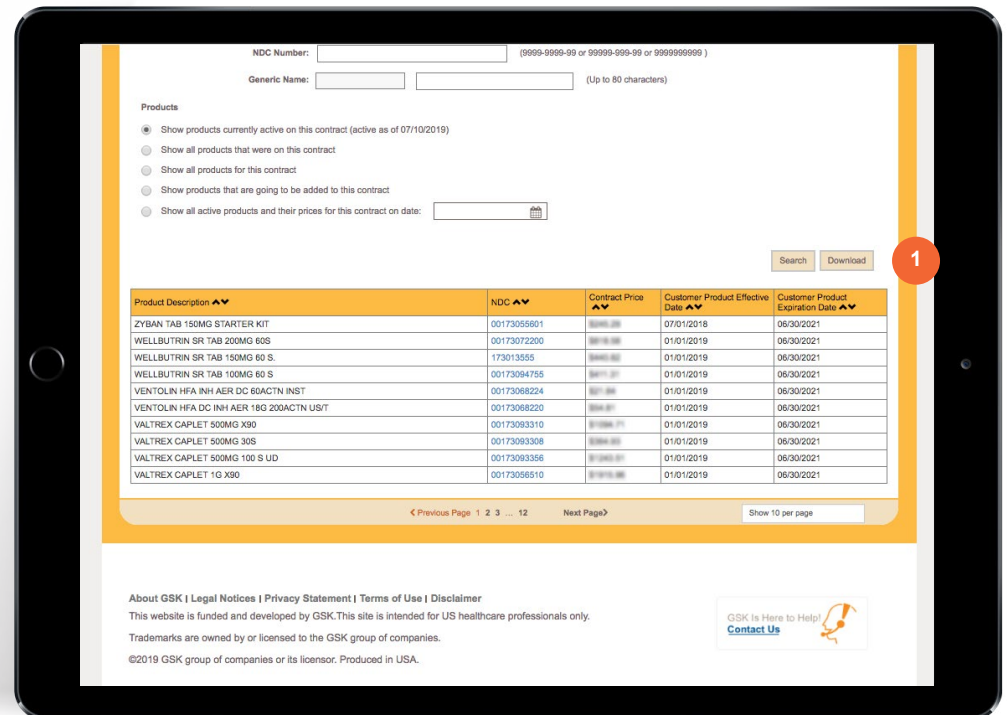 NDC Number: (9999-9999-99 or 99999-999-99 or 9999999999 )
Generic Name: (Up to 80 characters)
Products
Show products currently active on this contract (active as of 07/10/2019)
Show all products that were on this contract
Show all products for this contract
Show products that are going to be added to this contract
Show all active products and their prices for this contract on date:
Search Download 1
Product Description NDC Contract Price Customer Product Effective Date Customer Product Expiration Date
ZYBAN TAB 150MG STARTER KIT 00173055601 07/01/2018 06/30/2021
WELLBUTRIN SR TAB 200MG 60S 00173072200 01/01/2019 06/30/2021
WELLBUTRIN SR TAB 150MG 60 S. 173013555 01/01/2019 06/30/2021
WELLBUTRIN SR TAB 100MG 60 S 00173094755 01/01/2019 06/30/2021
VENTOLIN HFA INH AER DC 60ACTN INST 00173068224 01/01/2019 06/30/2021
VENTOLIN HFA DC INH AER 18G 200ACTN US/T 00173068220 01/01/2019 06/30/2021
VALTREX CAPLET 500MG X90 00173093310 01/01/2019 06/30/2021
VALTREX CAPLET 500MG 30S 00173093308 01/01/2019 06/30/2021
VALTREX CAPLET 500MG 100 S UD 00173093356 01/01/2019 06/30/2021
VALTREX CAPLET 1G X90 00173056510 01/01/2019 06/30/2021
Previous Page 1 2 3 ... 12 Next Page Show 10 per page
About GSK | Legal Notices | Privacy Statement | Terms of Use | Disclaimer
This website is funded and developed by GSK.This site is intended for US healthcare professionals only.
Trademarks are owned by or licensed to the GSK group of companies.
©2019 GSK group of companies or its licensor. Produced in USA.
GSK Is Here to Help!
Contact Us